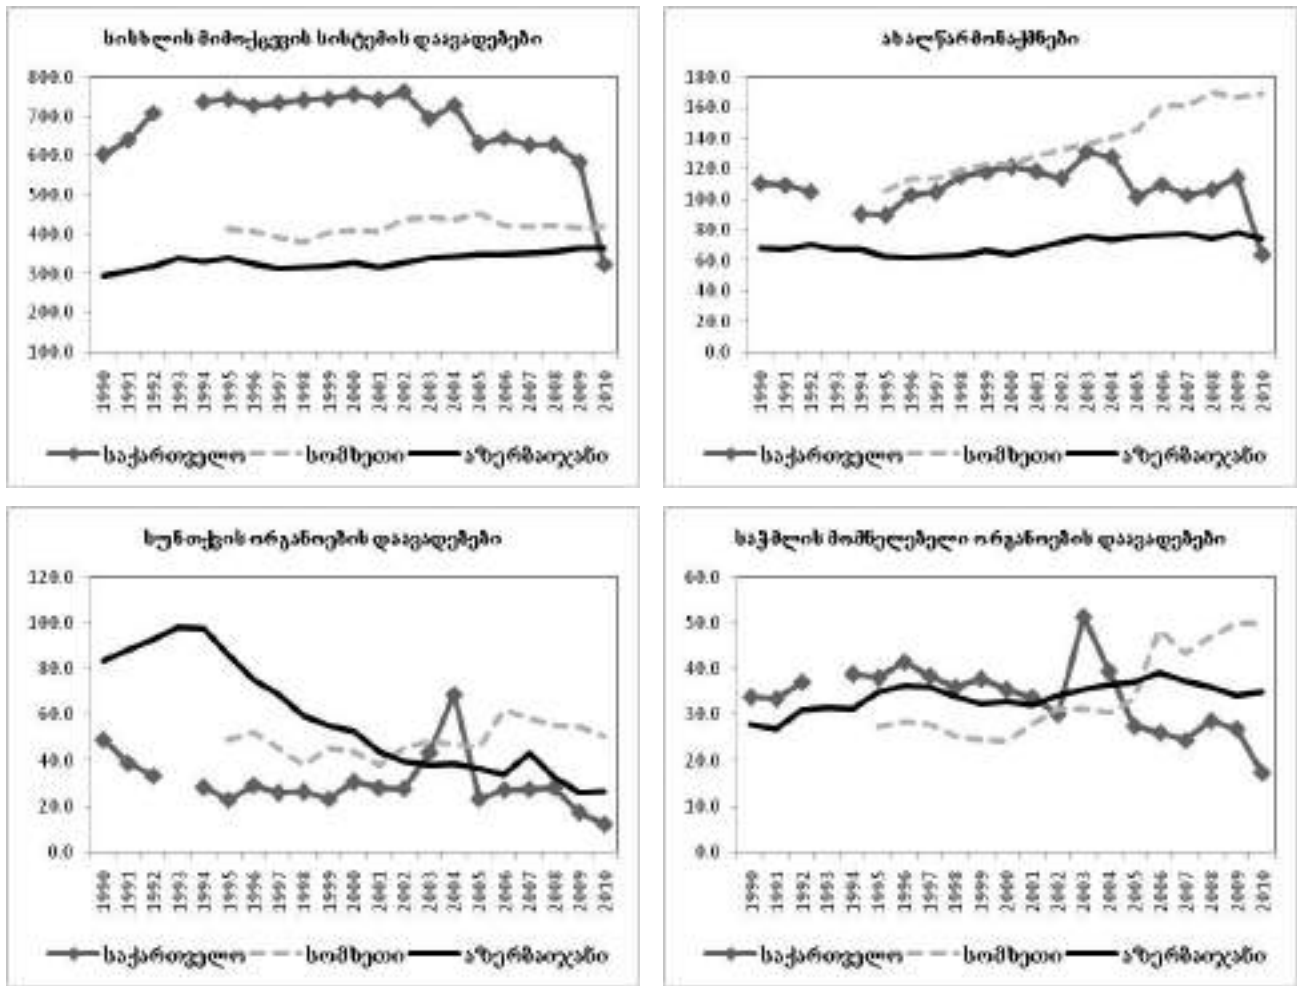 სისხლის მიმოქცევის სისტემის დაავადებები
800.0
700.0
600.0
500.0
400.0
300.0
200.0
100.0
1990 1991 1992 1993 1994 1995 1996 1997 1998 1999 2000 2001 2002 2003 2004 2005 2006 2007 2008 2009 2010
საქართველო სომხეთი აზერბაიჯანი
ახალწარმონაქმნები
180.0
160.0
140.0
120.0
100.0
80.0
60.0
40.0
20.0
0.0
1990 1991 1992 1993 1994 1995 1996 1997 1998 1999 2000 2001 2002 2003 2004 2005 2006 2007 2008 2009 2010
საქართველო სომხეთი აზერბაიჯანი
სუნთქვის ორგანოების დაავადებები
120.0
100.0
80.0
60.0
40.0
20.0
0.0
1990 1991 1992 1993 1994 1995 1996 1997 1998 1999 2000 2001 2002 2003 2004 2005 2006 2007 2008 2009 2010
საქართველო სომხეთი აზერბაიჯანი
საჭმლის მომნელებელი ორგანოების დაავადებები
60.0
50.0
40.0
30.0
20.0
10.0
0.0
1990 1991 1992 1993 1994 1995 1996 1997 1998 1999 2000 2001 2002 2003 2004 2005 2006 2007 2008 2009 2010
საქართველო სომხეთი აზერბაიჯანი